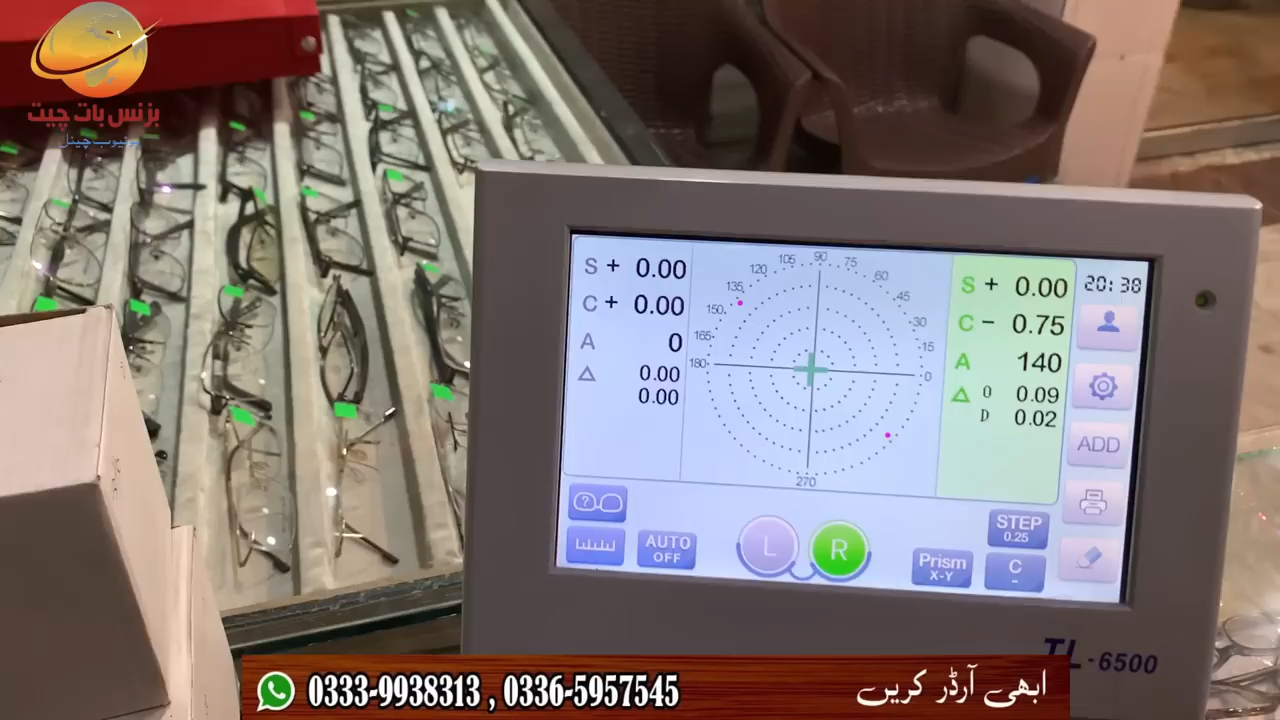 بزنس بات چیت
یوٹیوب چینل
S + 0.00
C + 0.00
A 0
△ 0.00
0.00
105 90 75
120 60
135 45
150 30
165 15
180 0
270
S + 0.00
C - 0.75
A 140
△ O 0.09
D 0.02
20:38
ADD
?
AUTO
OFF
L
R
STEP
0.25
Prism
X-Y
C
-
TL-6500
0333-9938313 , 0336-5957545
ابھی آرڈر کریں